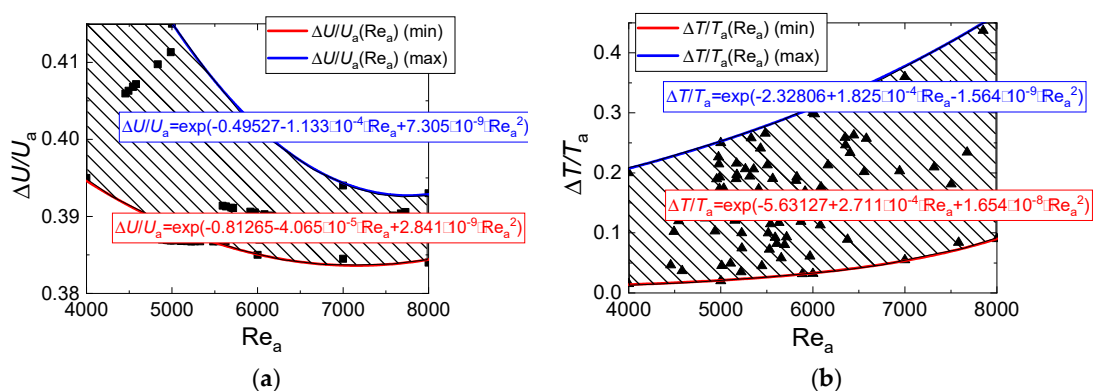 ΔU/Uₐ(Reₐ) (min)
ΔU/Uₐ(Reₐ) (max)
ΔU/Uₐ=exp(-0.49527-1.133□10⁻⁴□Reₐ+7.305□10⁻⁹□Reₐ²)
ΔU/Uₐ=exp(-0.81265-4.065□10⁻⁵□Reₐ+2.841□10⁻⁹□Reₐ²)
0.41
0.40
0.39
0.38
ΔU/Uₐ
4000 5000 6000 7000 8000
Reₐ
(a)
ΔT/Tₐ(Reₐ) (min)
ΔT/Tₐ(Reₐ) (max)
ΔT/Tₐ=exp(-2.32806+1.825□10⁻⁴□Reₐ-1.564□10⁻⁹□Reₐ²)
ΔT/Tₐ=exp(-5.63127+2.711□10⁻⁴□Reₐ+1.654□10⁻⁸□Reₐ²)
0.4
0.3
0.2
0.1
0.0
ΔT/Tₐ
4000 5000 6000 7000 8000
Reₐ
(b)